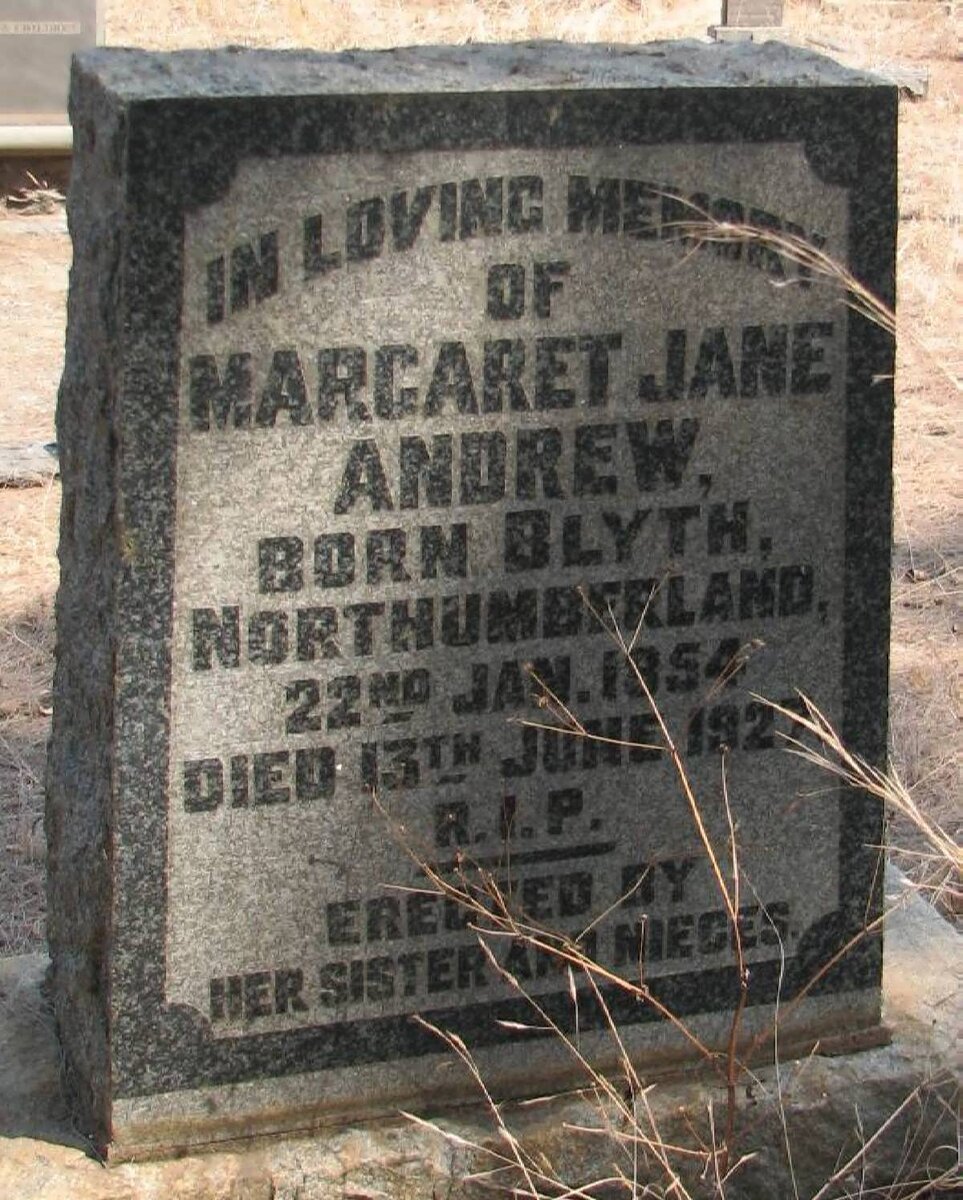 IN LOVING MEMORY
OF
MARGARET JANE
ANDREW,
BORN BLYTH,
NORTHUMBERLAND,
22ND JAN. 1854
DIED 13TH JUNE
R.I.P.
ERECTED BY
HER SISTER AND NIECES.